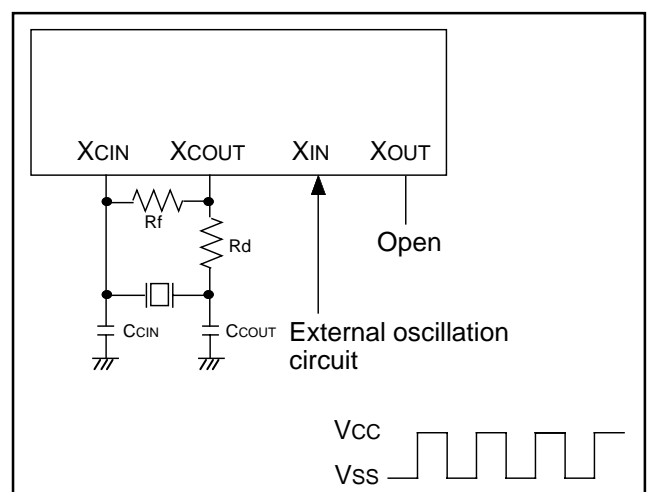 XCIN XCOUT XIN XOUT
Rf
Rd
Open
CCIN CCOUT External oscillation
circuit
VCC
VSS